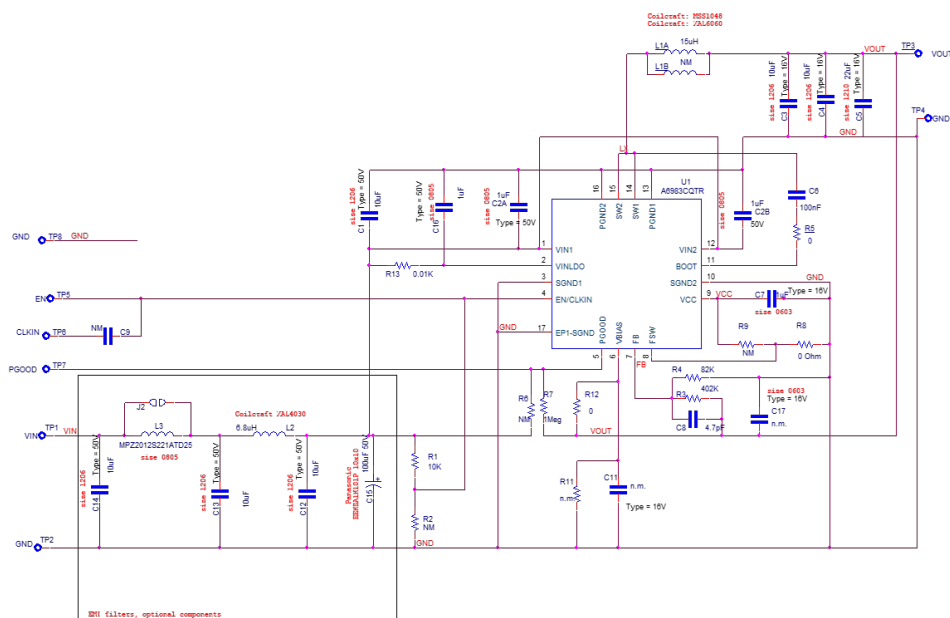 Coilcraft: MSS1048
Coilcraft: XAL6060
L1A
15uH
NM
L1B
VOUT
TP3
VOUT
size 1206
10uF
Type = 16V
C3
size 1206
10uF
Type = 16V
C4
size 1210
22uF
Type = 16V
C5
TP4
GND
GND
LX
U1
A6983CQTR
size 1206
Type = 50V
10uF
C1
size 0805
Type = 50V
1uF
C16
size 0805
1uF
C2A
Type = 50V
16
15
14
13
PGND2
SW2
SW1
PGND1
size 0805
1uF
C2B
50V
C6
100nF
R5
0
GND
TP8
GND
1
VIN1
VIN2
12
2
VINLDO
BOOT
11
R13
0.01K
3
SGND1
SGND2
10
GND
4
EN/CLKIN
VCC
9
VCC
C7
1uF
Type = 16V
size 0603
EN
TP5
CLKIN
TP6
NM
C9
GND
17
EP1-SGND
PGOOD
VBIAS
FB
FSW
5
6
7
8
FB
R9
NM
R8
0 Ohm
PGOOD
TP7
R4
82K
402K
R3
C8
4.7pF
size 0603
Type = 16V
C17
n.m.
R6
NM
R7
1Meg
R12
0
VOUT
J2
L3
MPZ2012S221ATD25
size 0805
Coilcraft XAL4030
6.8uH
L2
VIN
TP1
VIN
size 1206
Type = 50V
10uF
C14
size 1206
Type = 50V
10uF
C13
size 1206
Type = 50V
10uF
C12
Panasonic
100uF 50V
C15
+
R1
10K
R2
NM
R11
n.m.
C11
n.m.
Type = 16V
GND
TP2
GND
EMI filters, optional components